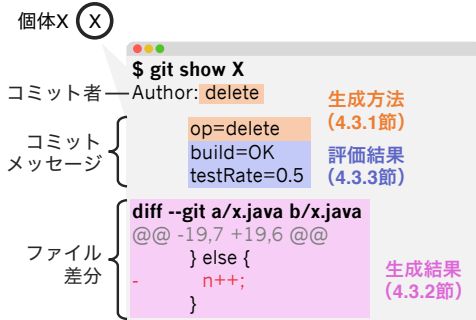 個体X X
$ git show X
コミット者 Author: delete
生成方法
(4.3.1節)
コミット
メッセージ
op=delete
build=OK
testRate=0.5
評価結果
(4.3.3節)
diff --git a/x.java b/x.java
@@ -19,7 +19,6 @@
ファイル
差分
} else {
- n++;
}
生成結果
(4.3.2節)